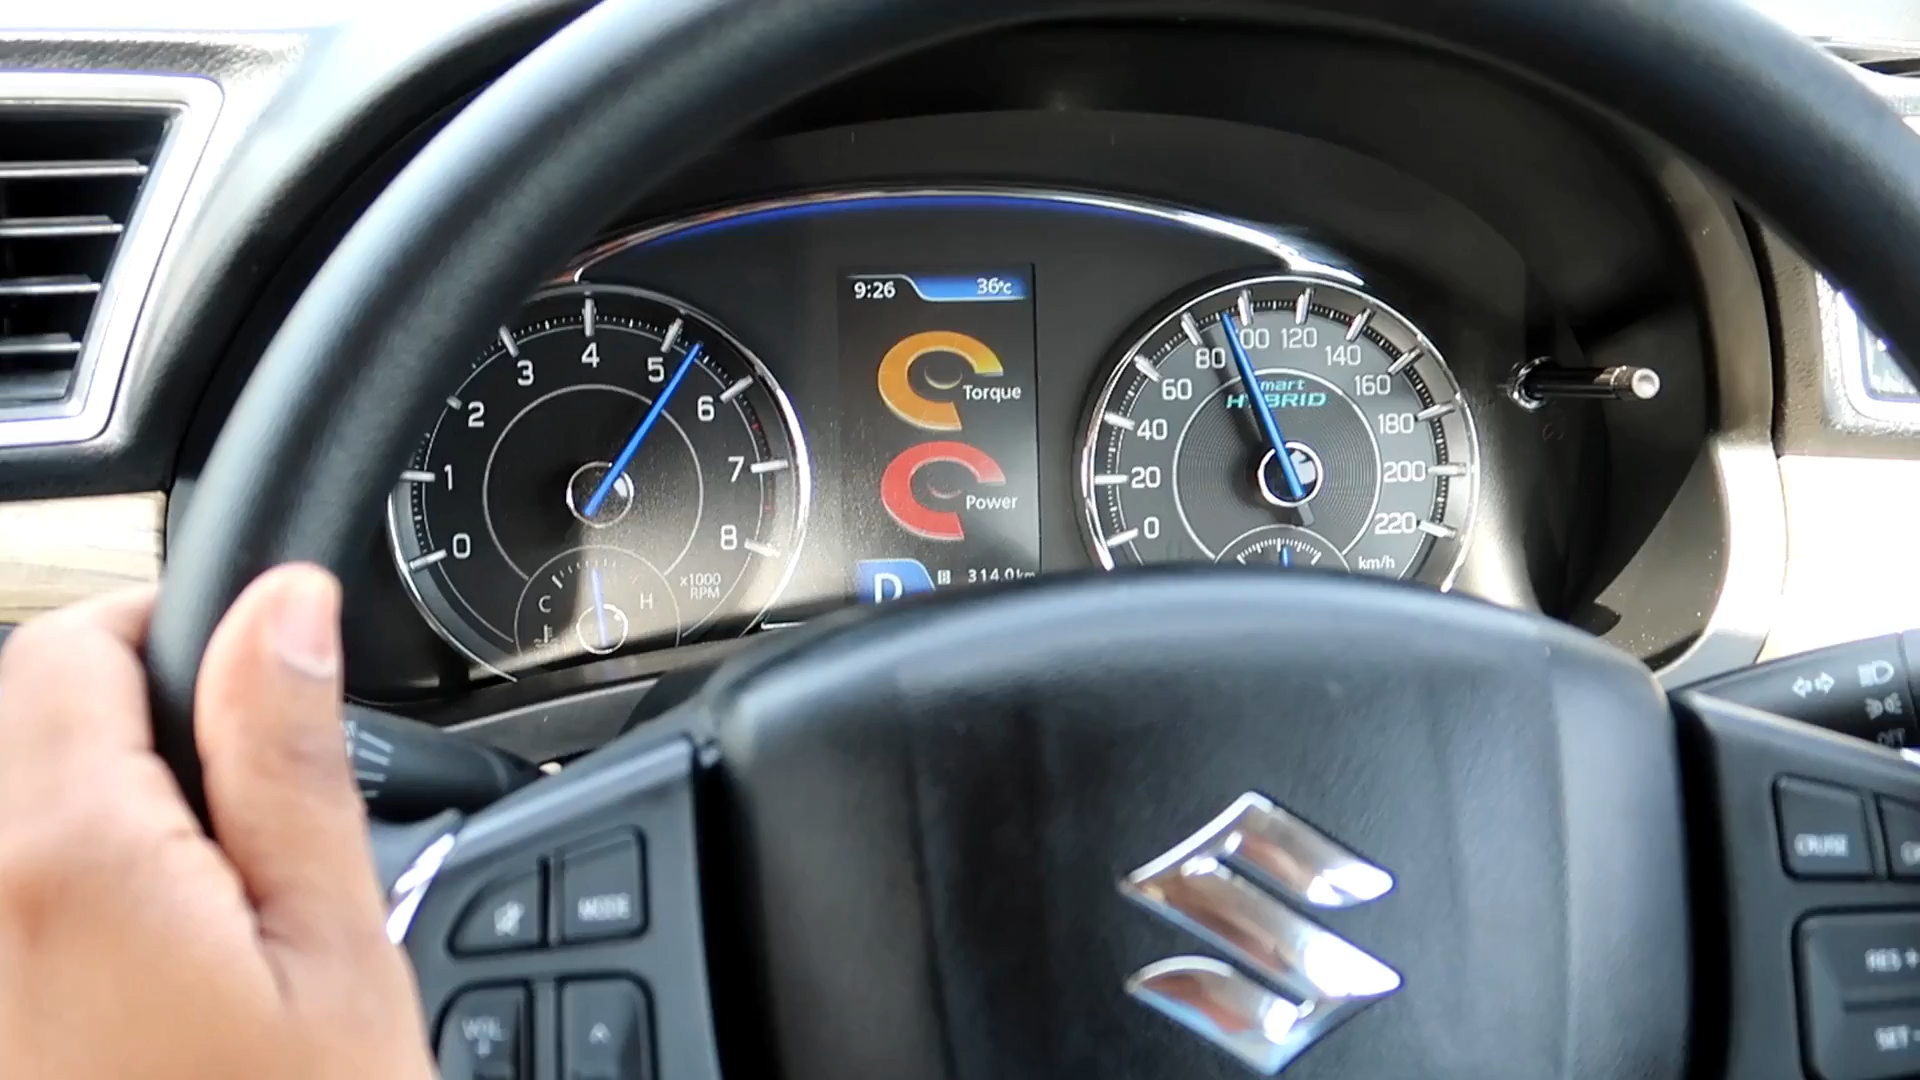 9:26 36°C
Torque
Power
D B 314.0km
0 1 2 3 4 5 6 7 8
x1000
RPM
C H
0 20 40 60 80 100 120 140 160 180 200 220
Smart
HYBRID
km/h
MODE
VOL
CRUISE
RES +
SET -
OFF